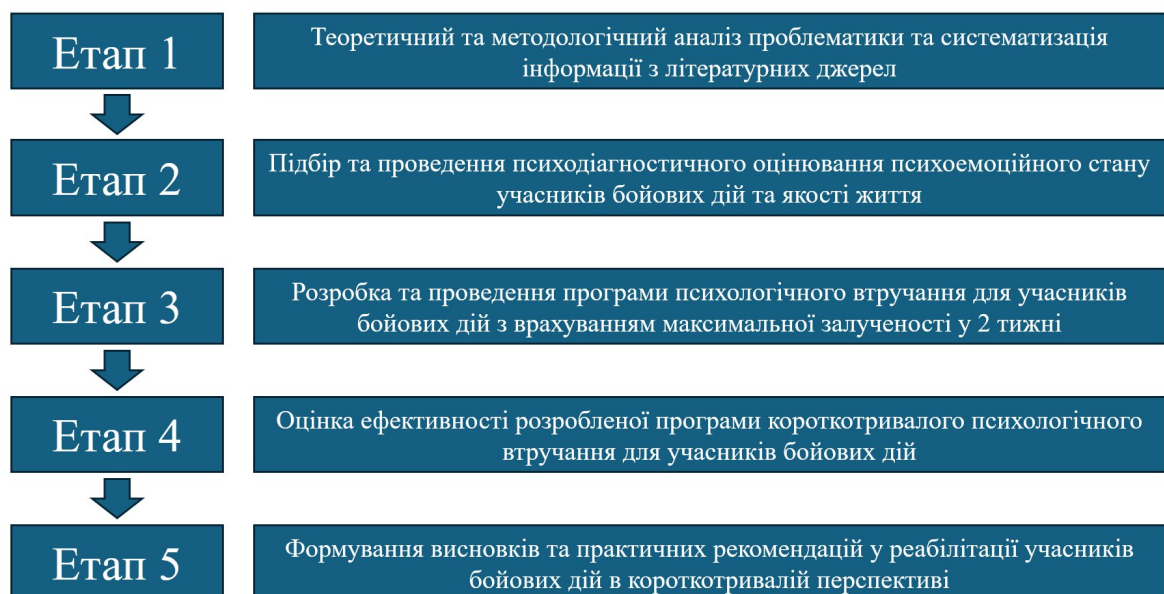 Етап 1
Теоретичний та методологічний аналіз проблематики та систематизація
інформації з літературних джерел
Етап 2
Підбір та проведення психодіагностичного оцінювання психоемоційного стану
учасників бойових дій та якості життя
Етап 3
Розробка та проведення програми психологічного втручання для учасників
бойових дій з врахуванням максимальної залученості у 2 тижні
Етап 4
Оцінка ефективності розробленої програми короткотривалого психологічного
втручання для учасників бойових дій
Етап 5
Формування висновків та практичних рекомендацій у реабілітації учасників
бойових дій в короткотривалій перспективі